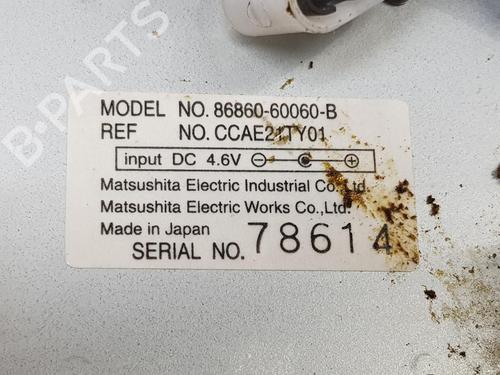 B-PARTS
MODEL NO. 86860-60060-B
REF NO. CCAE21TY01
input DC 4.6V
Matsushita Electric Industrial Co.,Ltd.
Matsushita Electric Works Co.,Ltd.
Made in Japan
SERIAL NO. 78614